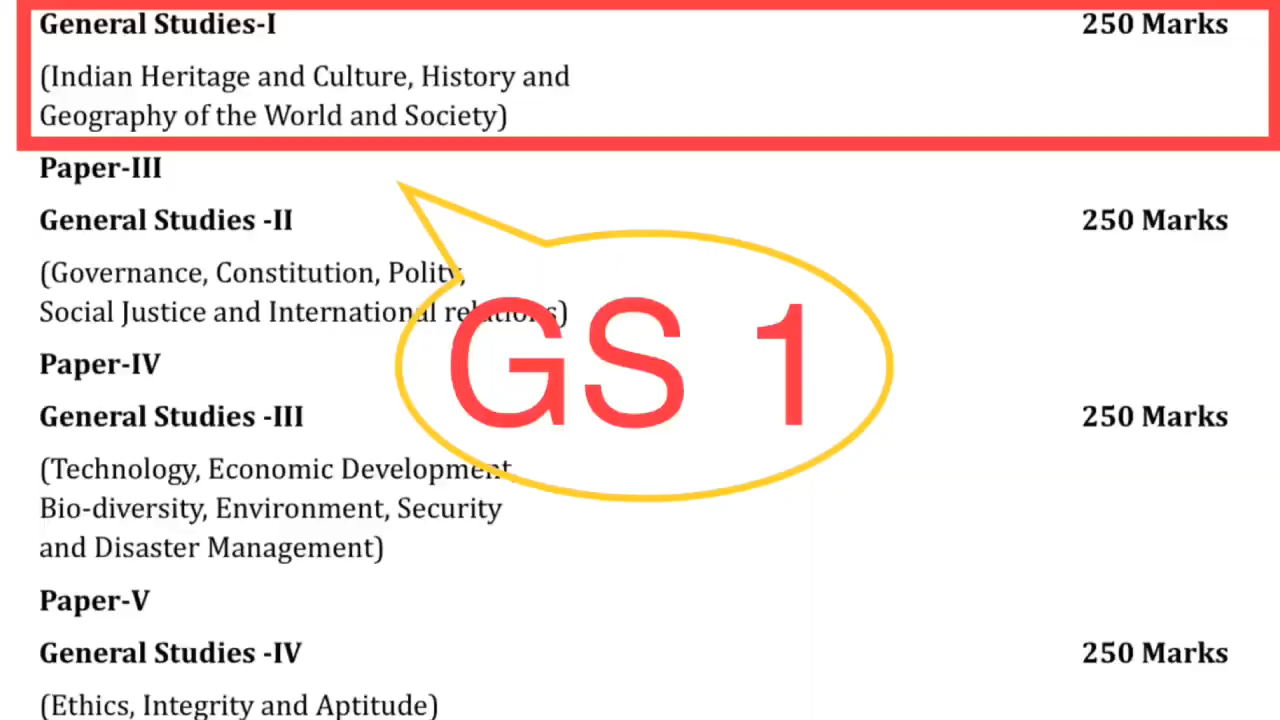 General Studies-I 250 Marks
(Indian Heritage and Culture, History and
Geography of the World and Society)
Paper-III
General Studies -II 250 Marks
(Governance, Constitution, Polity,
Social Justice and International relations)
GS 1
Paper-IV
General Studies -III 250 Marks
(Technology, Economic Development,
Bio-diversity, Environment, Security
and Disaster Management)
Paper-V
General Studies -IV 250 Marks
(Ethics, Integrity and Aptitude)